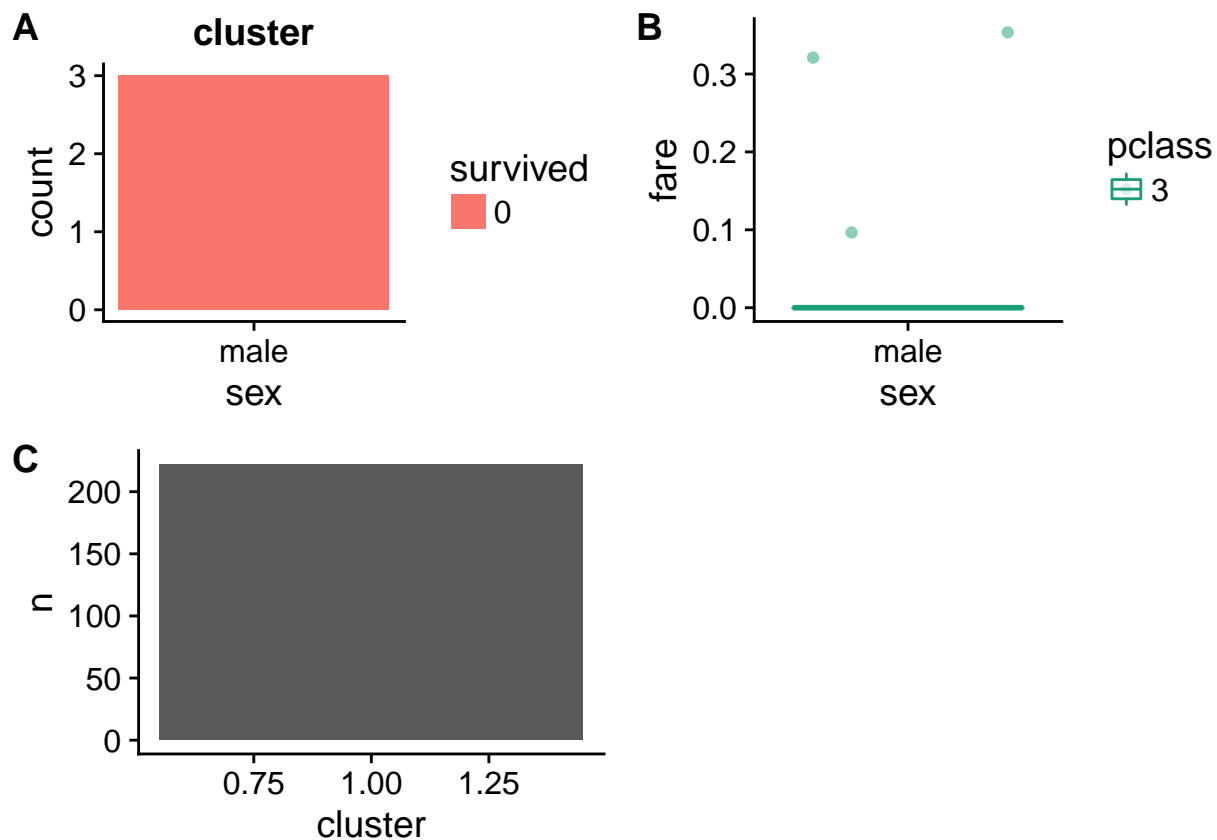 A
cluster
3
2
1
0
count
male
sex
survived
0
B
0.3
0.2
0.1
0.0
fare
male
sex
pclass
3
C
200
150
100
50
0
n
0.75 1.00 1.25
cluster